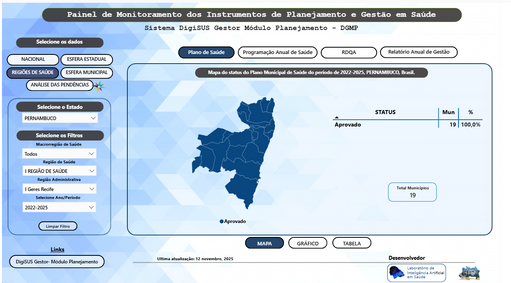 Painel de Monitoramento dos Instrumentos de Planejamento e Gestão em Saúde
Sistema DigiSUS Gestor Módulo Planejamento - DGMP
Selecione os dados
NACIONAL
ESFERA ESTADUAL
REGIÕES DE SAÚDE
ESFERA MUNICIPAL
ANÁLISE DAS PENDÊNCIAS
Selecione o Estado
PERNAMBUCO
Selecione os Filtros
Macrorregião de Saúde
Todos
Região de Saúde
I REGIÃO DE SAÚDE
Região Administrativa
I Geres Recife
Selecione Ano/Período
2022-2025
Limpar Filtro
Links
DigiSUS Gestor- Módulo Planejamento
Plano de Saúde
Programação Anual de Saúde
RDQA
Relatório Anual de Gestão
Mapa do status do Plano Municipal de Saúde do período de 2022-2025, PERNAMBUCO, Brasil.
Aprovado
STATUS Mun %
Aprovado 19 100,0%
Total Municípios
19
MAPA
GRÁFICO
TABELA
Ultima atualização: 12 novembro, 2025
Desenvolvedor
Laboratório de
Inteligência Artificial
em Saúde